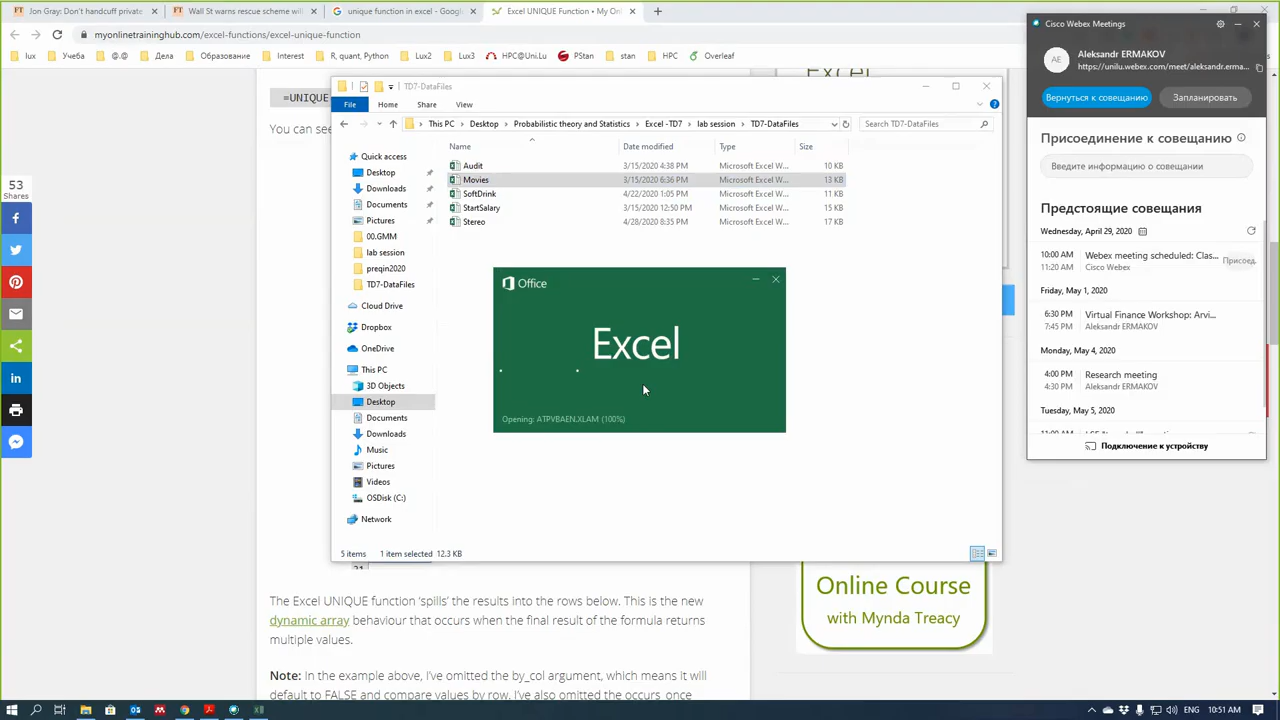 Jon Gray: Don't handcuff private
Wall St warns rescue scheme will
unique function in excel - Google
Excel UNIQUE Function • My Onl
myonlinetraininghub.com/excel-functions/excel-unique-function
lux
Учеба
@.@
Дела
Образование
Interest
R, quant, Python
Lux2
Lux3
HPC@Uni.Lu
PStan
HPC
Overleaf
53
Shares
=UNIQUE
You can see
Excel
TD7-DataFiles
File
Home
Share
View
This PC
Desktop
Probabilistic theory and Statistics
Excel -TD7
lab session
TD7-DataFiles
Search TD7-DataFiles
Name
Date modified
Type
Size
Audit
3/15/2020 4:38 PM
Microsoft Excel W...
10 KB
Movies
3/15/2020 6:36 PM
Microsoft Excel W...
13 KB
SoftDrink
4/22/2020 1:05 PM
Microsoft Excel W...
11 KB
StartSalary
3/15/2020 12:50 PM
Microsoft Excel W...
15 KB
Stereo
4/28/2020 8:35 PM
Microsoft Excel W...
17 KB
Quick access
Desktop
Downloads
Documents
Pictures
00.GMM
lab session
preqin2020
TD7-DataFiles
Cloud Drive
Dropbox
OneDrive
This PC
3D Objects
Desktop
Documents
Downloads
Music
Pictures
Videos
OSDisk (C:)
Network
5 items
1 item selected
12.3 KB
Office
Excel
Opening: ATPVBAEN.XLAM (100%)
Cisco Webex Meetings
AE
Aleksandr ERMAKOV
https://unilu.webex.com/meet/aleksandr.erma...
Вернуться к совещанию
Запланировать
Присоединение к совещанию
Введите информацию о совещании
Предстоящие совещания
Wednesday, April 29, 2020
10:00 AM
Webex meeting scheduled: Clas...
11:20 AM
Cisco Webex
Присоед.
Friday, May 1, 2020
6:30 PM
Virtual Finance Workshop: Arvi...
7:45 PM
Aleksandr ERMAKOV
Monday, May 4, 2020
4:00 PM
Research meeting
4:30 PM
Aleksandr ERMAKOV
Tuesday, May 5, 2020
Подключение к устройству
The Excel UNIQUE function 'spills' the results into the rows below. This is the new
dynamic array behaviour that occurs when the final result of the formula returns
multiple values.
Note: In the example above, I've omitted the by_col argument, which means it will
default to FALSE and compare values by row. I've also omitted the occurs_once
Online Course
with Mynda Treacy
ENG
10:51 AM